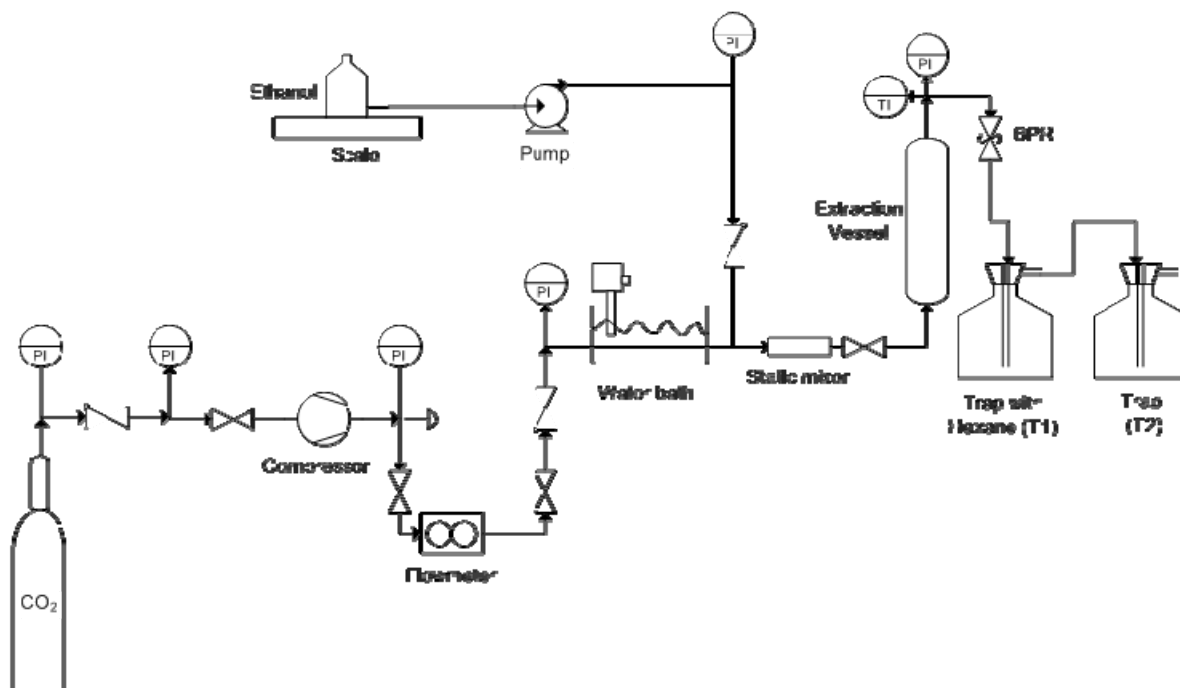 PI
PI
Ethanol
TI
BPR
Scale
Pump
Extraction
Vessel
PI
PI
PI
PI
Water bath
Static mixer
Trap with
Hexane (T1)
Trap
(T2)
Compressor
Flowmeter
CO₂